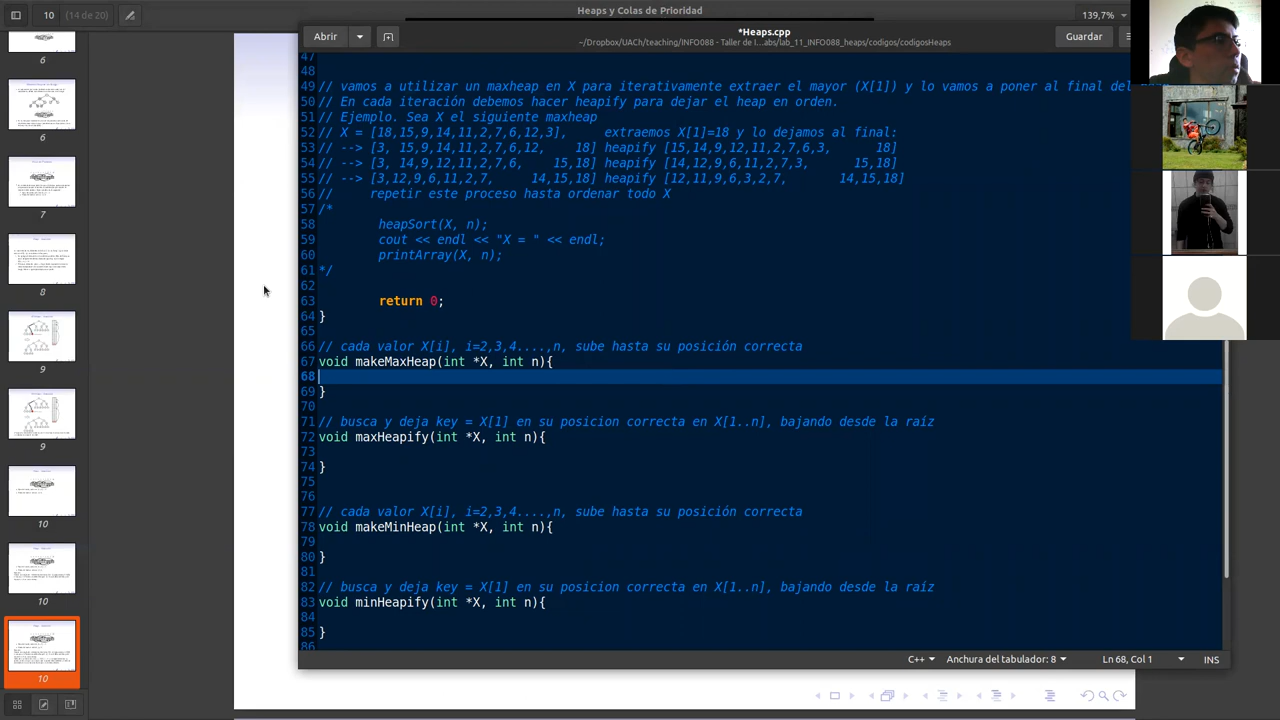 10
(14 de 20)
Heaps y Colas de Prioridad
139,7%
Abrir
*Heaps.cpp
~/Dropbox/UACh/teaching/INFO088 - Taller de I…abs/lab_11_INFO088_heaps/codigos/codigosHeaps
Guardar
47
48
49 // vamos a utilizar un maxheap en X para iterativamente extraer el mayor (X[1]) y lo vamos a poner al final del
50 // En cada iteración debemos hacer heapify para dejar el heap en orden.
51 // Ejemplo. Sea X el siguiente maxheap
52 // X = [18,15,9,14,11,2,7,6,12,3], extraemos X[1]=18 y lo dejamos al final:
53 // --> [3, 15,9,14,11,2,7,6,12, 18] heapify [15,14,9,12,11,2,7,6,3, 18]
54 // --> [3, 14,9,12,11,2,7,6, 15,18] heapify [14,12,9,6,11,2,7,3, 15,18]
55 // --> [3,12,9,6,11,2,7, 14,15,18] heapify [12,11,9,6,3,2,7, 14,15,18]
56 // repetir este proceso hasta ordenar todo X
57 /*
58 heapSort(X, n);
59 cout << endl << "X = " << endl;
60 printArray(X, n);
61 */
62
63 return 0;
64 }
65
66 // cada valor X[i], i=2,3,4....,n, sube hasta su posición correcta
67 void makeMaxHeap(int *X, int n){
68
69 }
70
71 // busca y deja key = X[1] en su posicion correcta en X[1..n], bajando desde la raíz
72 void maxHeapify(int *X, int n){
73
74 }
75
76
77 // cada valor X[i], i=2,3,4....,n, sube hasta su posición correcta
78 void makeMinHeap(int *X, int n){
79
80 }
81
82 // busca y deja key = X[1] en su posicion correcta en X[1..n], bajando desde la raíz
83 void minHeapify(int *X, int n){
84
85 }
86
C++
Anchura del tabulador: 8
Ln 68, Col 1
INS
6
6
7
8
9
9
10
10
10